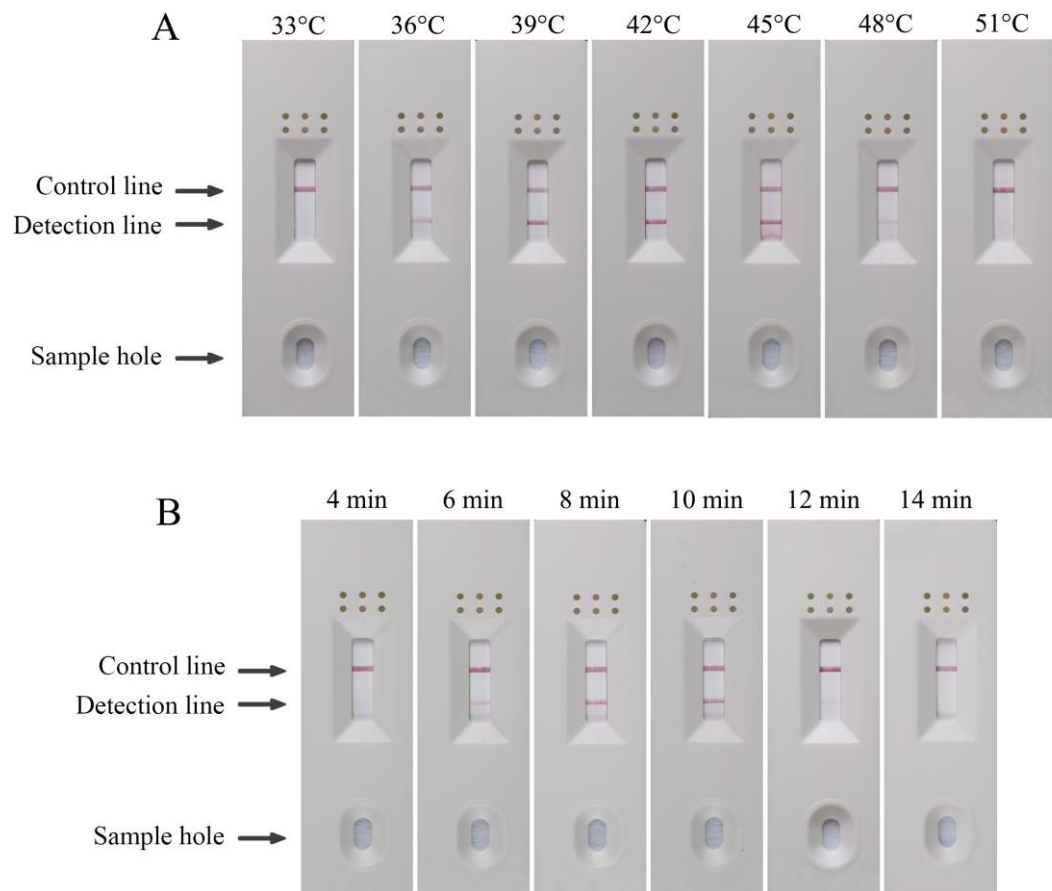 A
33°C 36°C 39°C 42°C 45°C 48°C 51°C
Control line
Detection line
Sample hole
B
4 min 6 min 8 min 10 min 12 min 14 min
Control line
Detection line
Sample hole